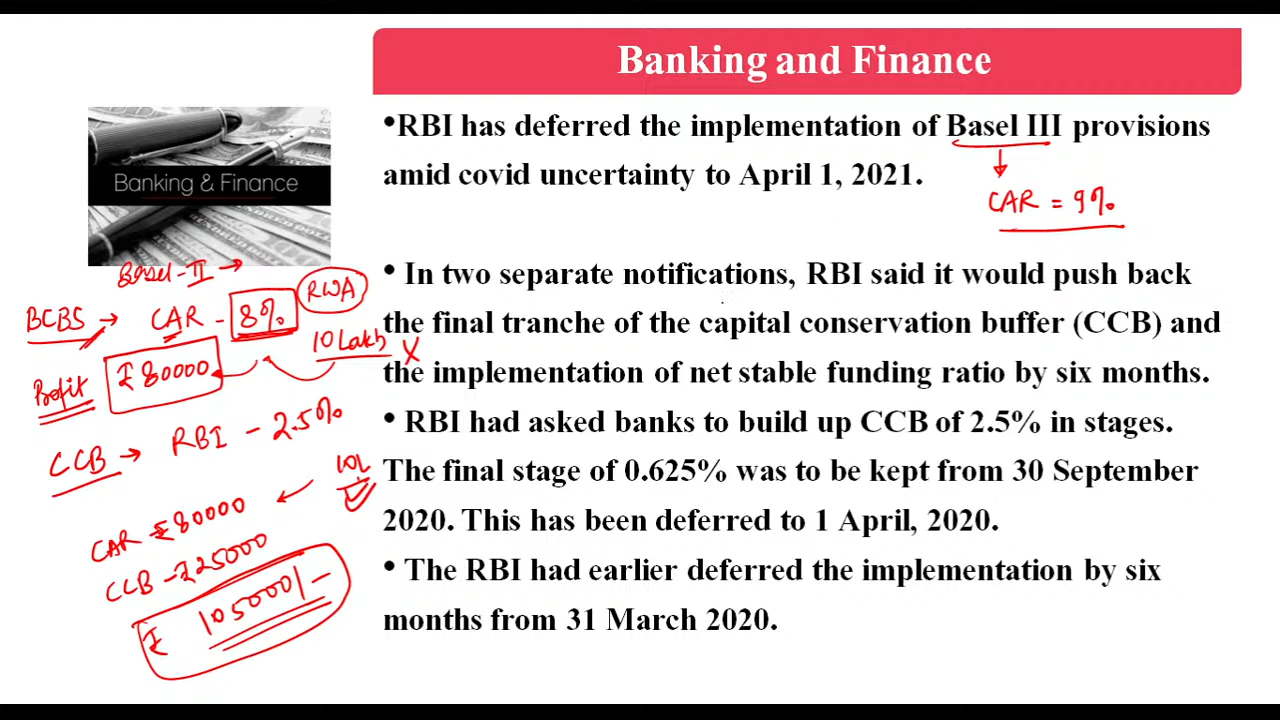 Banking and Finance
•RBI has deferred the implementation of Basel III provisions
amid covid uncertainty to April 1, 2021.
CAR = 9%
• In two separate notifications, RBI said it would push back
the final tranche of the capital conservation buffer (CCB) and
the implementation of net stable funding ratio by six months.
• RBI had asked banks to build up CCB of 2.5% in stages.
The final stage of 0.625% was to be kept from 30 September
2020. This has been deferred to 1 April, 2020.
• The RBI had earlier deferred the implementation by six
months from 31 March 2020.
Banking & Finance
Basel - II →
BCBS → CAR - 8% RWA
10 Lakh X
Profit ₹80000
CCB → RBI - 2.5%
10L
CAR ₹80000
CCB - ₹25000
₹ 105000/-